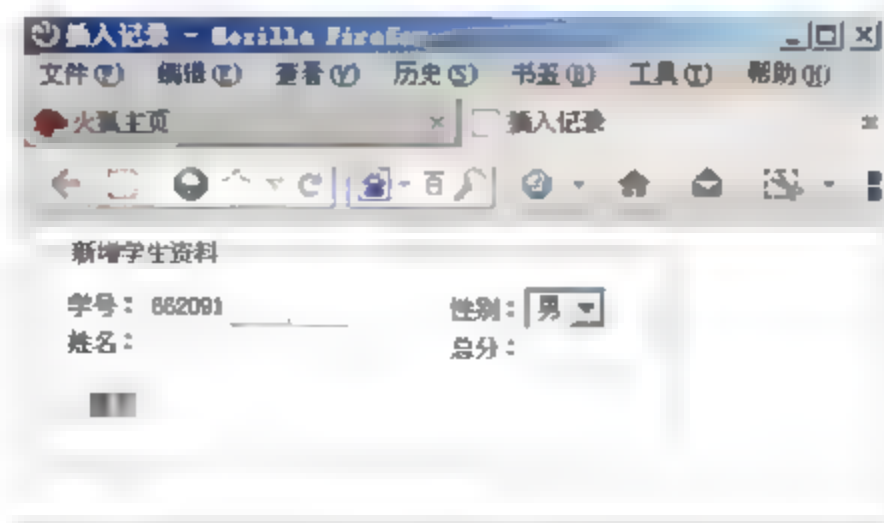 插入记录 - Mozilla Firefox
文件(F) 编辑(E) 查看(V) 历史(S) 书签(B) 工具(T) 帮助(H)
火狐主页 × 插入记录
百
新增学生资料
学号： 662091 性别： 男
姓名： 总分：